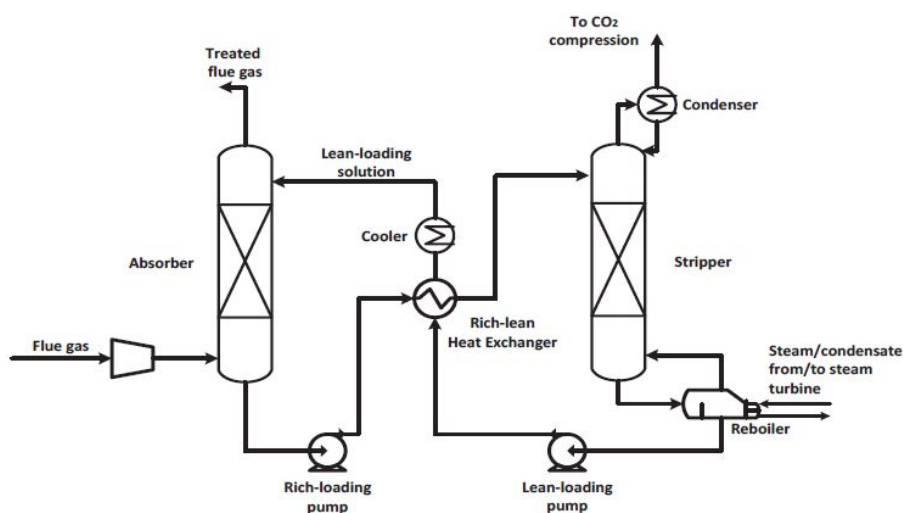 To CO₂
compression
Treated
flue gas
Condenser
Lean-loading
solution
Cooler
Absorber
Stripper
Rich-lean
Heat Exchanger
Flue gas
Steam/condensate
from/to steam
turbine
Reboiler
Rich-loading
pump
Lean-loading
pump